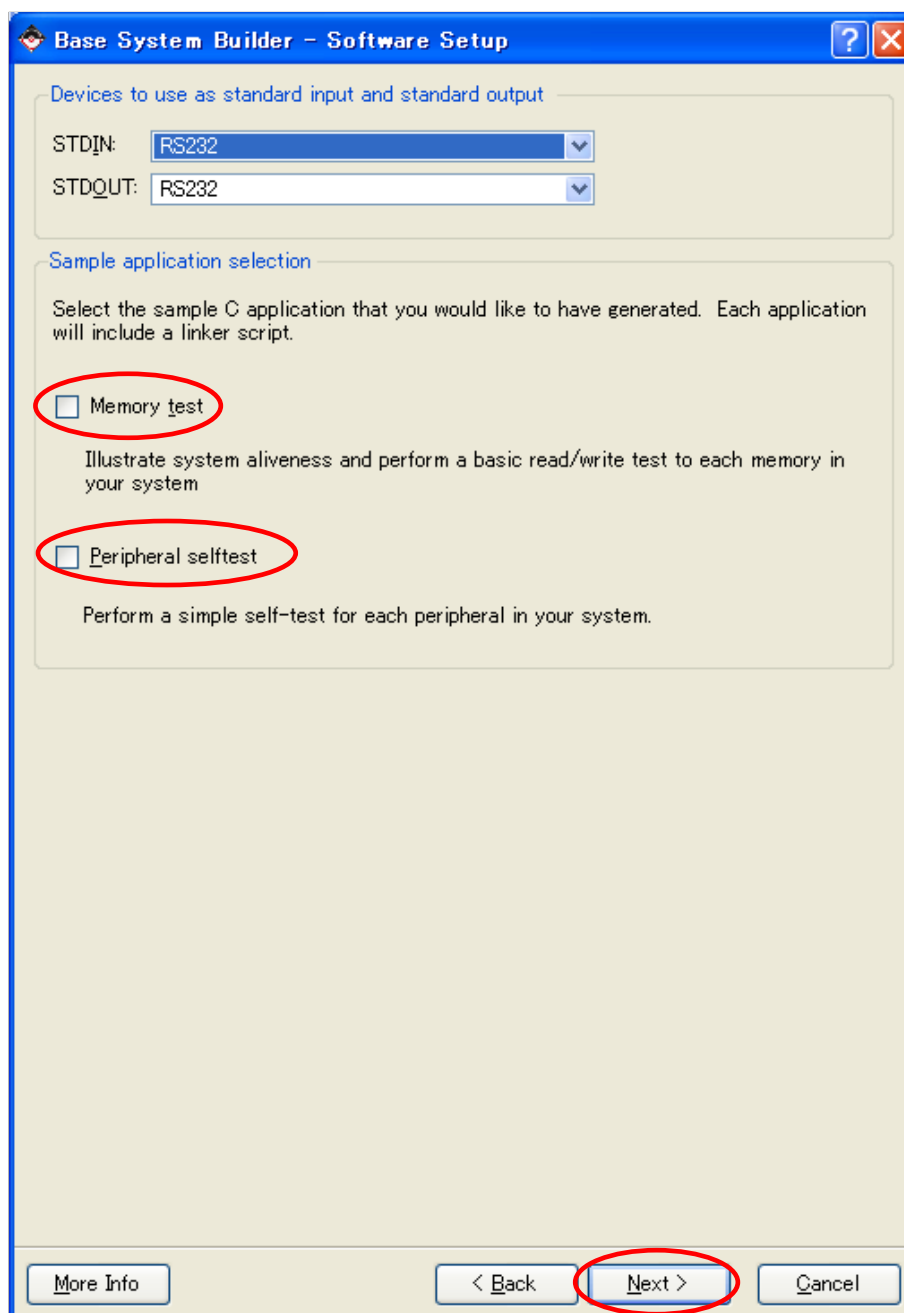 Base System Builder - Software Setup
Devices to use as standard input and standard output
STDIN: RS232
STDOUT: RS232
Sample application selection
Select the sample C application that you would like to have generated. Each application
will include a linker script.
Memory test
Illustrate system aliveness and perform a basic read/write test to each memory in
your system
Peripheral selftest
Perform a simple self-test for each peripheral in your system.
More Info
< Back
Next >
Cancel